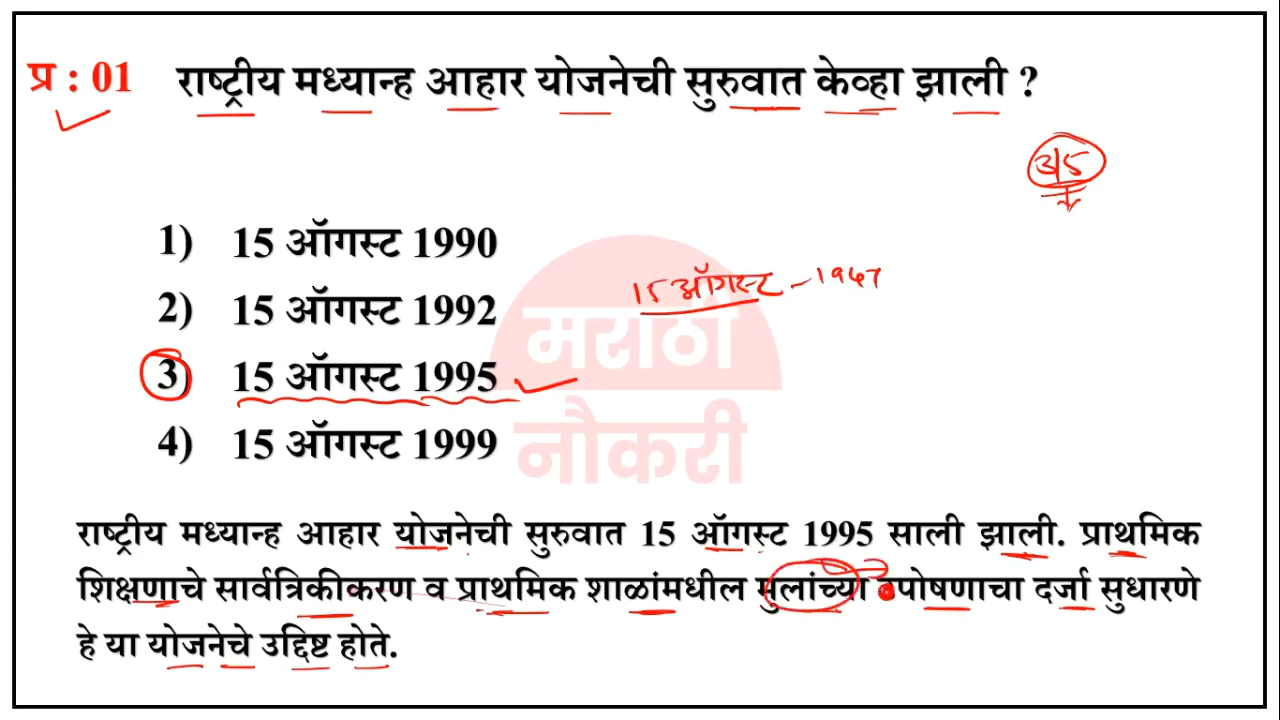 प्र : 01 राष्ट्रीय मध्यान्ह आहार योजनेची सुरुवात केव्हा झाली ?
1) 15 ऑगस्ट 1990
2) 15 ऑगस्ट 1992
15 ऑगस्ट – 1947
3) 15 ऑगस्ट 1995
4) 15 ऑगस्ट 1999
मराठी
नौकरी
राष्ट्रीय मध्यान्ह आहार योजनेची सुरुवात 15 ऑगस्ट 1995 साली झाली. प्राथमिक
शिक्षणाचे सार्वत्रिकीकरण व प्राथमिक शाळांमधील मुलांच्या पोषणाचा दर्जा सुधारणे
हे या योजनेचे उद्दिष्ट होते.